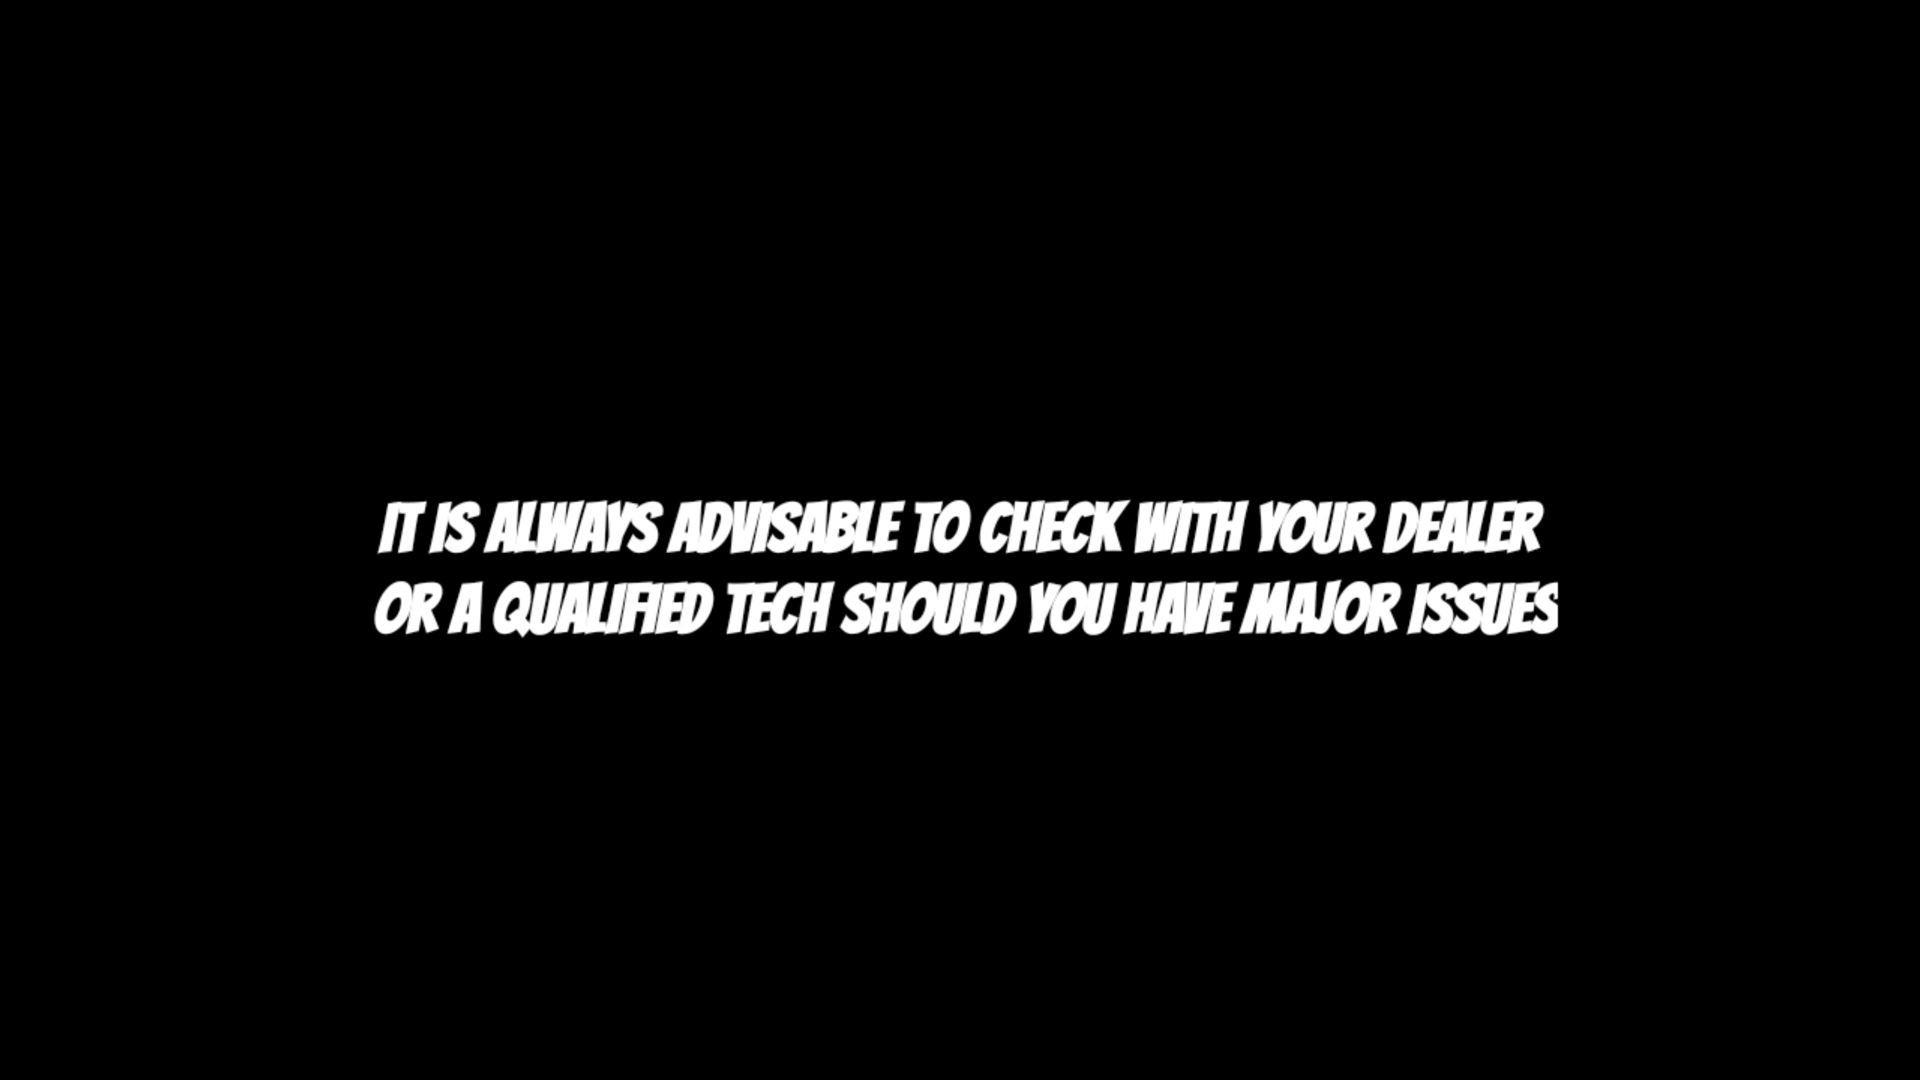 IT IS ALWAYS ADVISABLE TO CHECK WITH YOUR DEALER
OR A QUALIFIED TECH SHOULD YOU HAVE MAJOR ISSUES